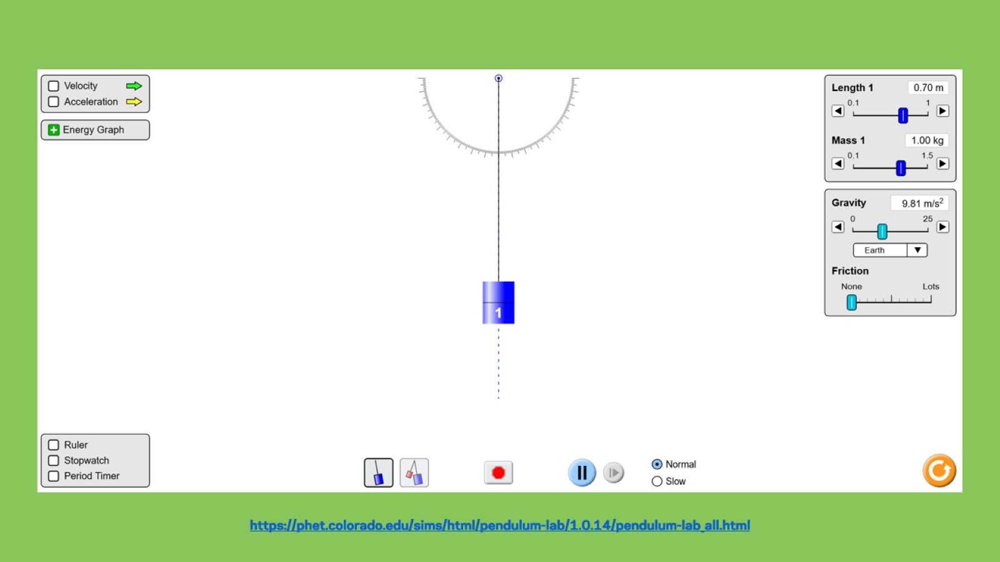 Velocity
Acceleration
Energy Graph
Length 1 0.70 m
0.1 1
Mass 1 1.00 kg
0.1 1.5
Gravity 9.81 m/s²
0 25
Earth
Friction
None Lots
1
Ruler
Stopwatch
Period Timer
Normal
Slow
https://phet.colorado.edu/sims/html/pendulum-lab/1.0.14/pendulum-lab_all.html